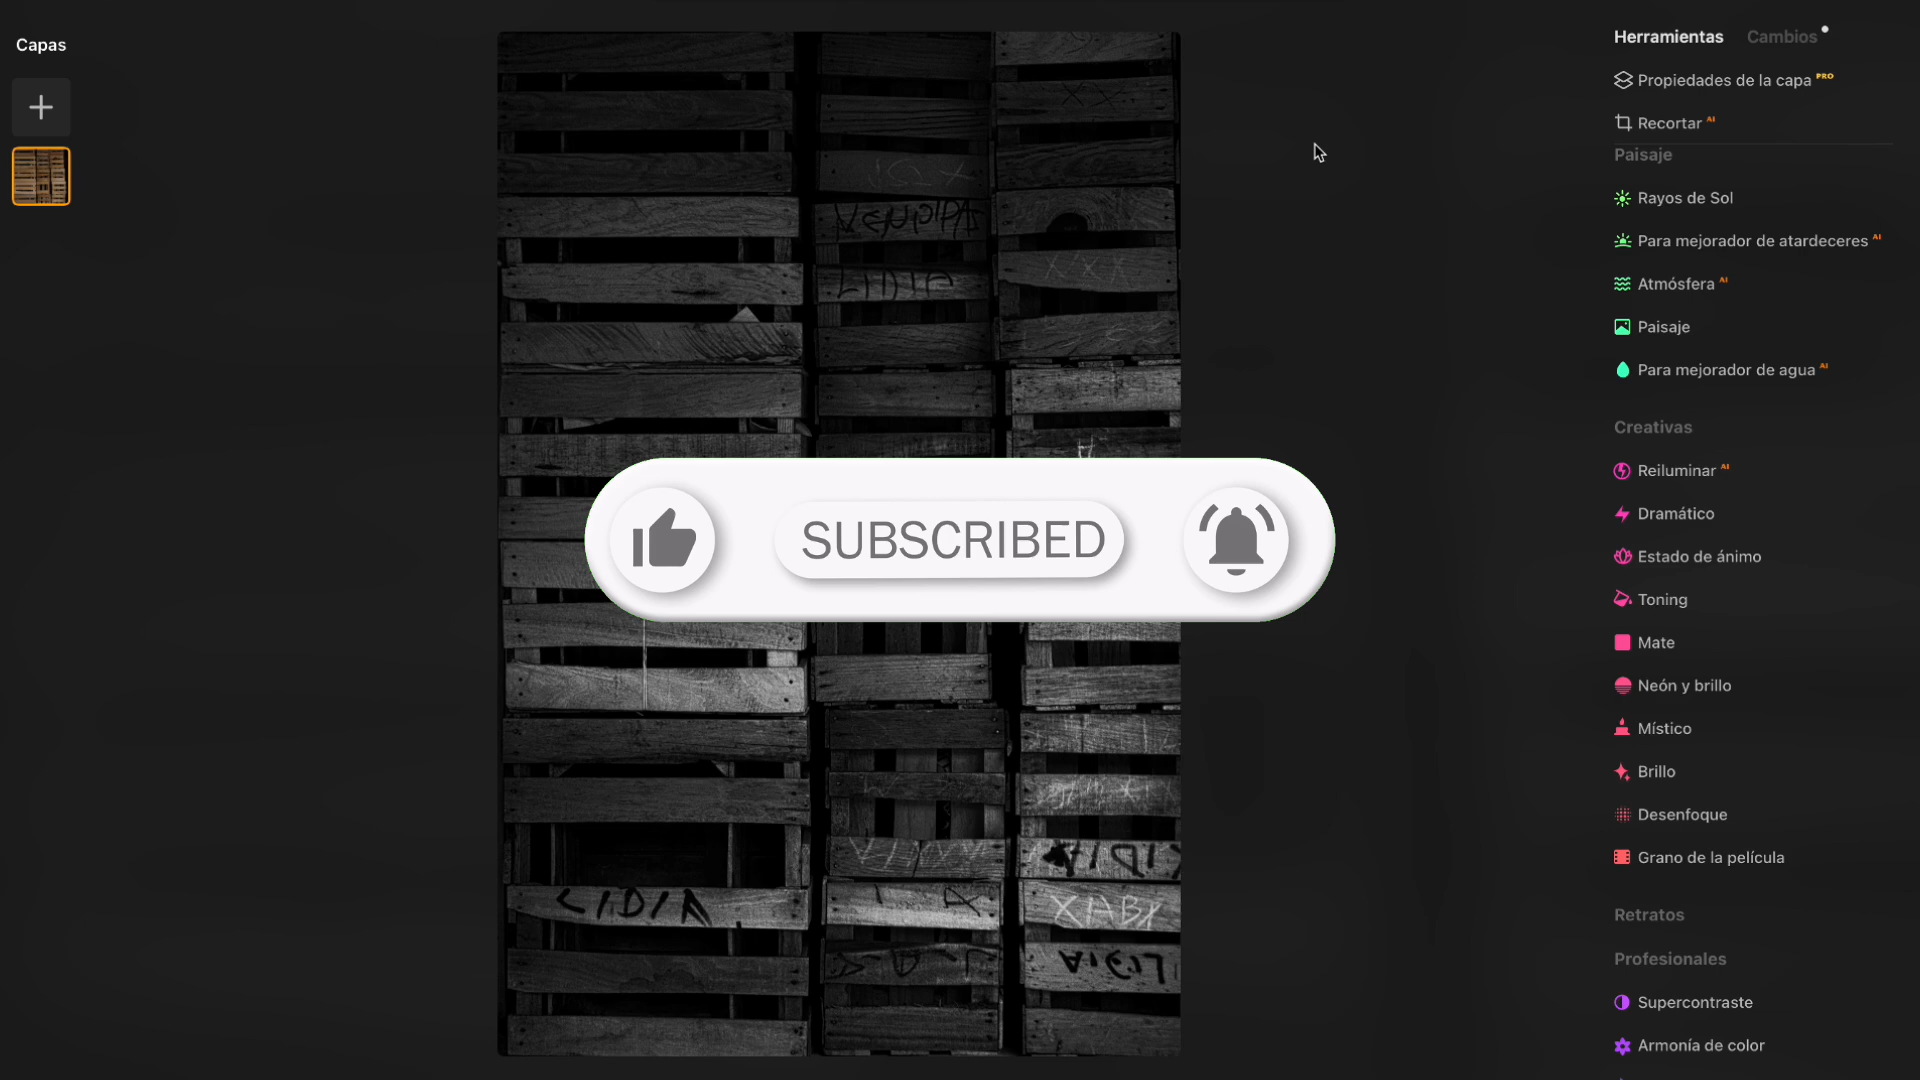 Capas
Herramientas
Cambios
Propiedades de la capa PRO
Recortar AI
Paisaje
Rayos de Sol
Para mejorador de atardeceres AI
Atmósfera AI
Paisaje
Para mejorador de agua AI
Creativas
Reiluminar AI
Dramático
Estado de ánimo
Toning
Mate
Neón y brillo
Místico
Brillo
Desenfoque
Grano de la película
Retratos
Profesionales
Supercontraste
Armonía de color
LIDIA
SUBSCRIBED
LIDIA